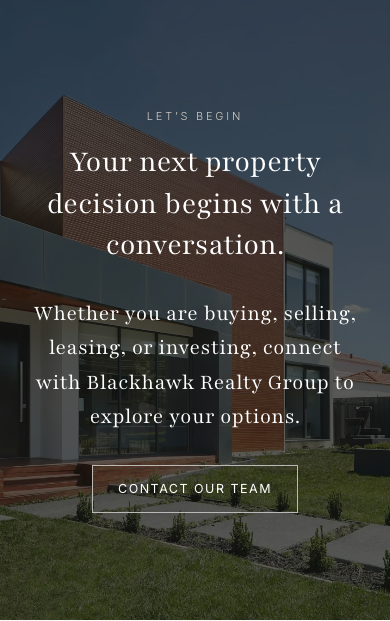 LET'S BEGIN
Your next property
decision begins with a
conversation.
Whether you are buying, selling,
leasing, or investing, connect
with Blackhawk Realty Group to
explore your options.
CONTACT OUR TEAM